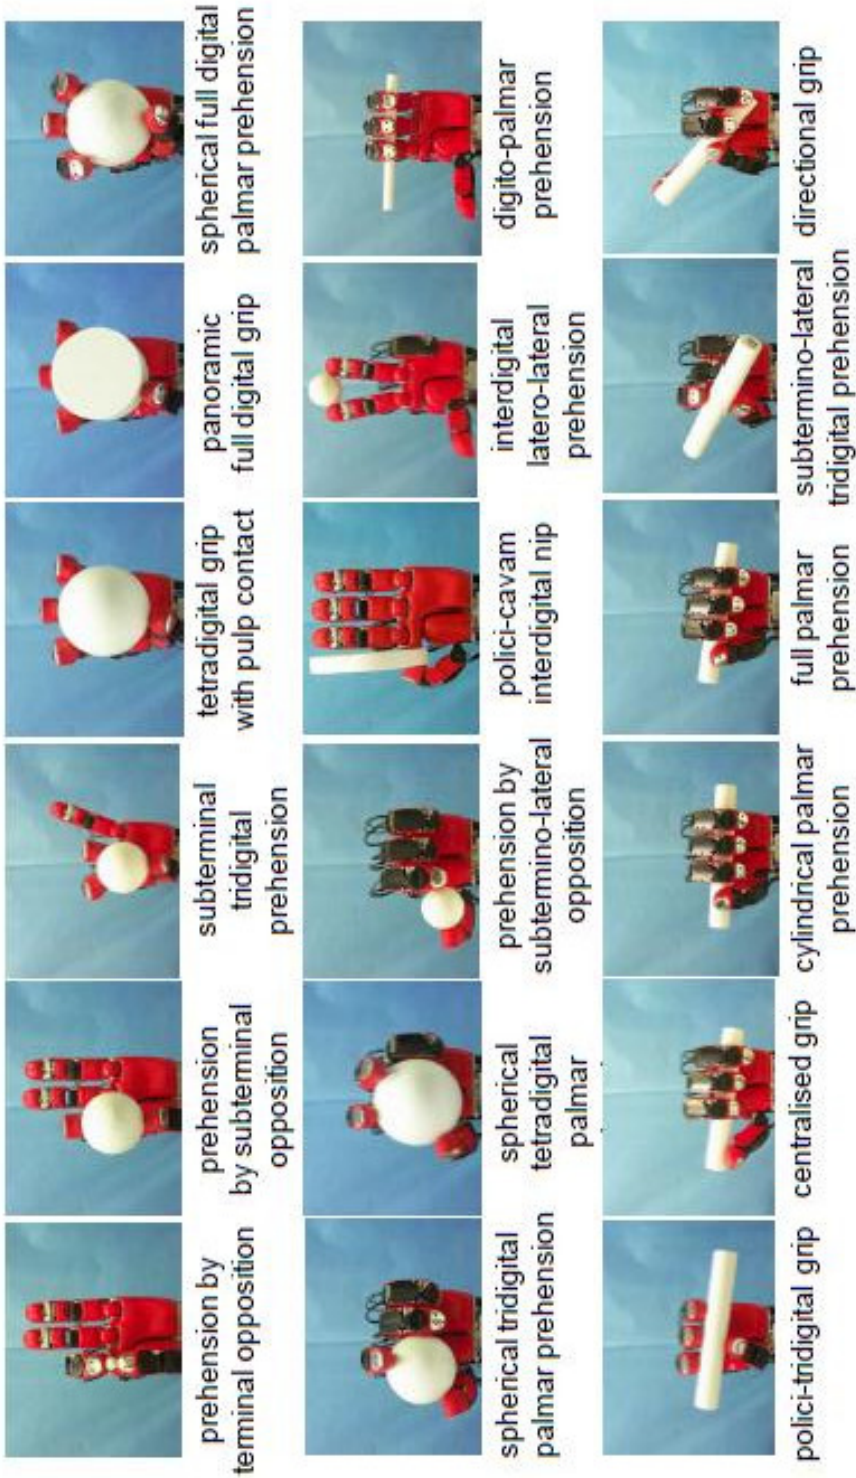 prehension by
terminal opposition
prehension
by subterminal
opposition
subterminal
tridigital
prehension
tetradigital grip
with pulp contact
panoramic
full digital grip
spherical full digital
palmar prehension
spherical tridigital
palmar prehension
spherical
tetradigital
palmar
prehension by
subtermino-lateral
opposition
polici-cavam
interdigital nip
interdigital
latero-lateral
prehension
digito-palmar
prehension
polici-tridigital grip
centralised grip
cylindrical palmar
prehension
full palmar
prehension
subtermino-lateral
tridigital prehension
directional grip